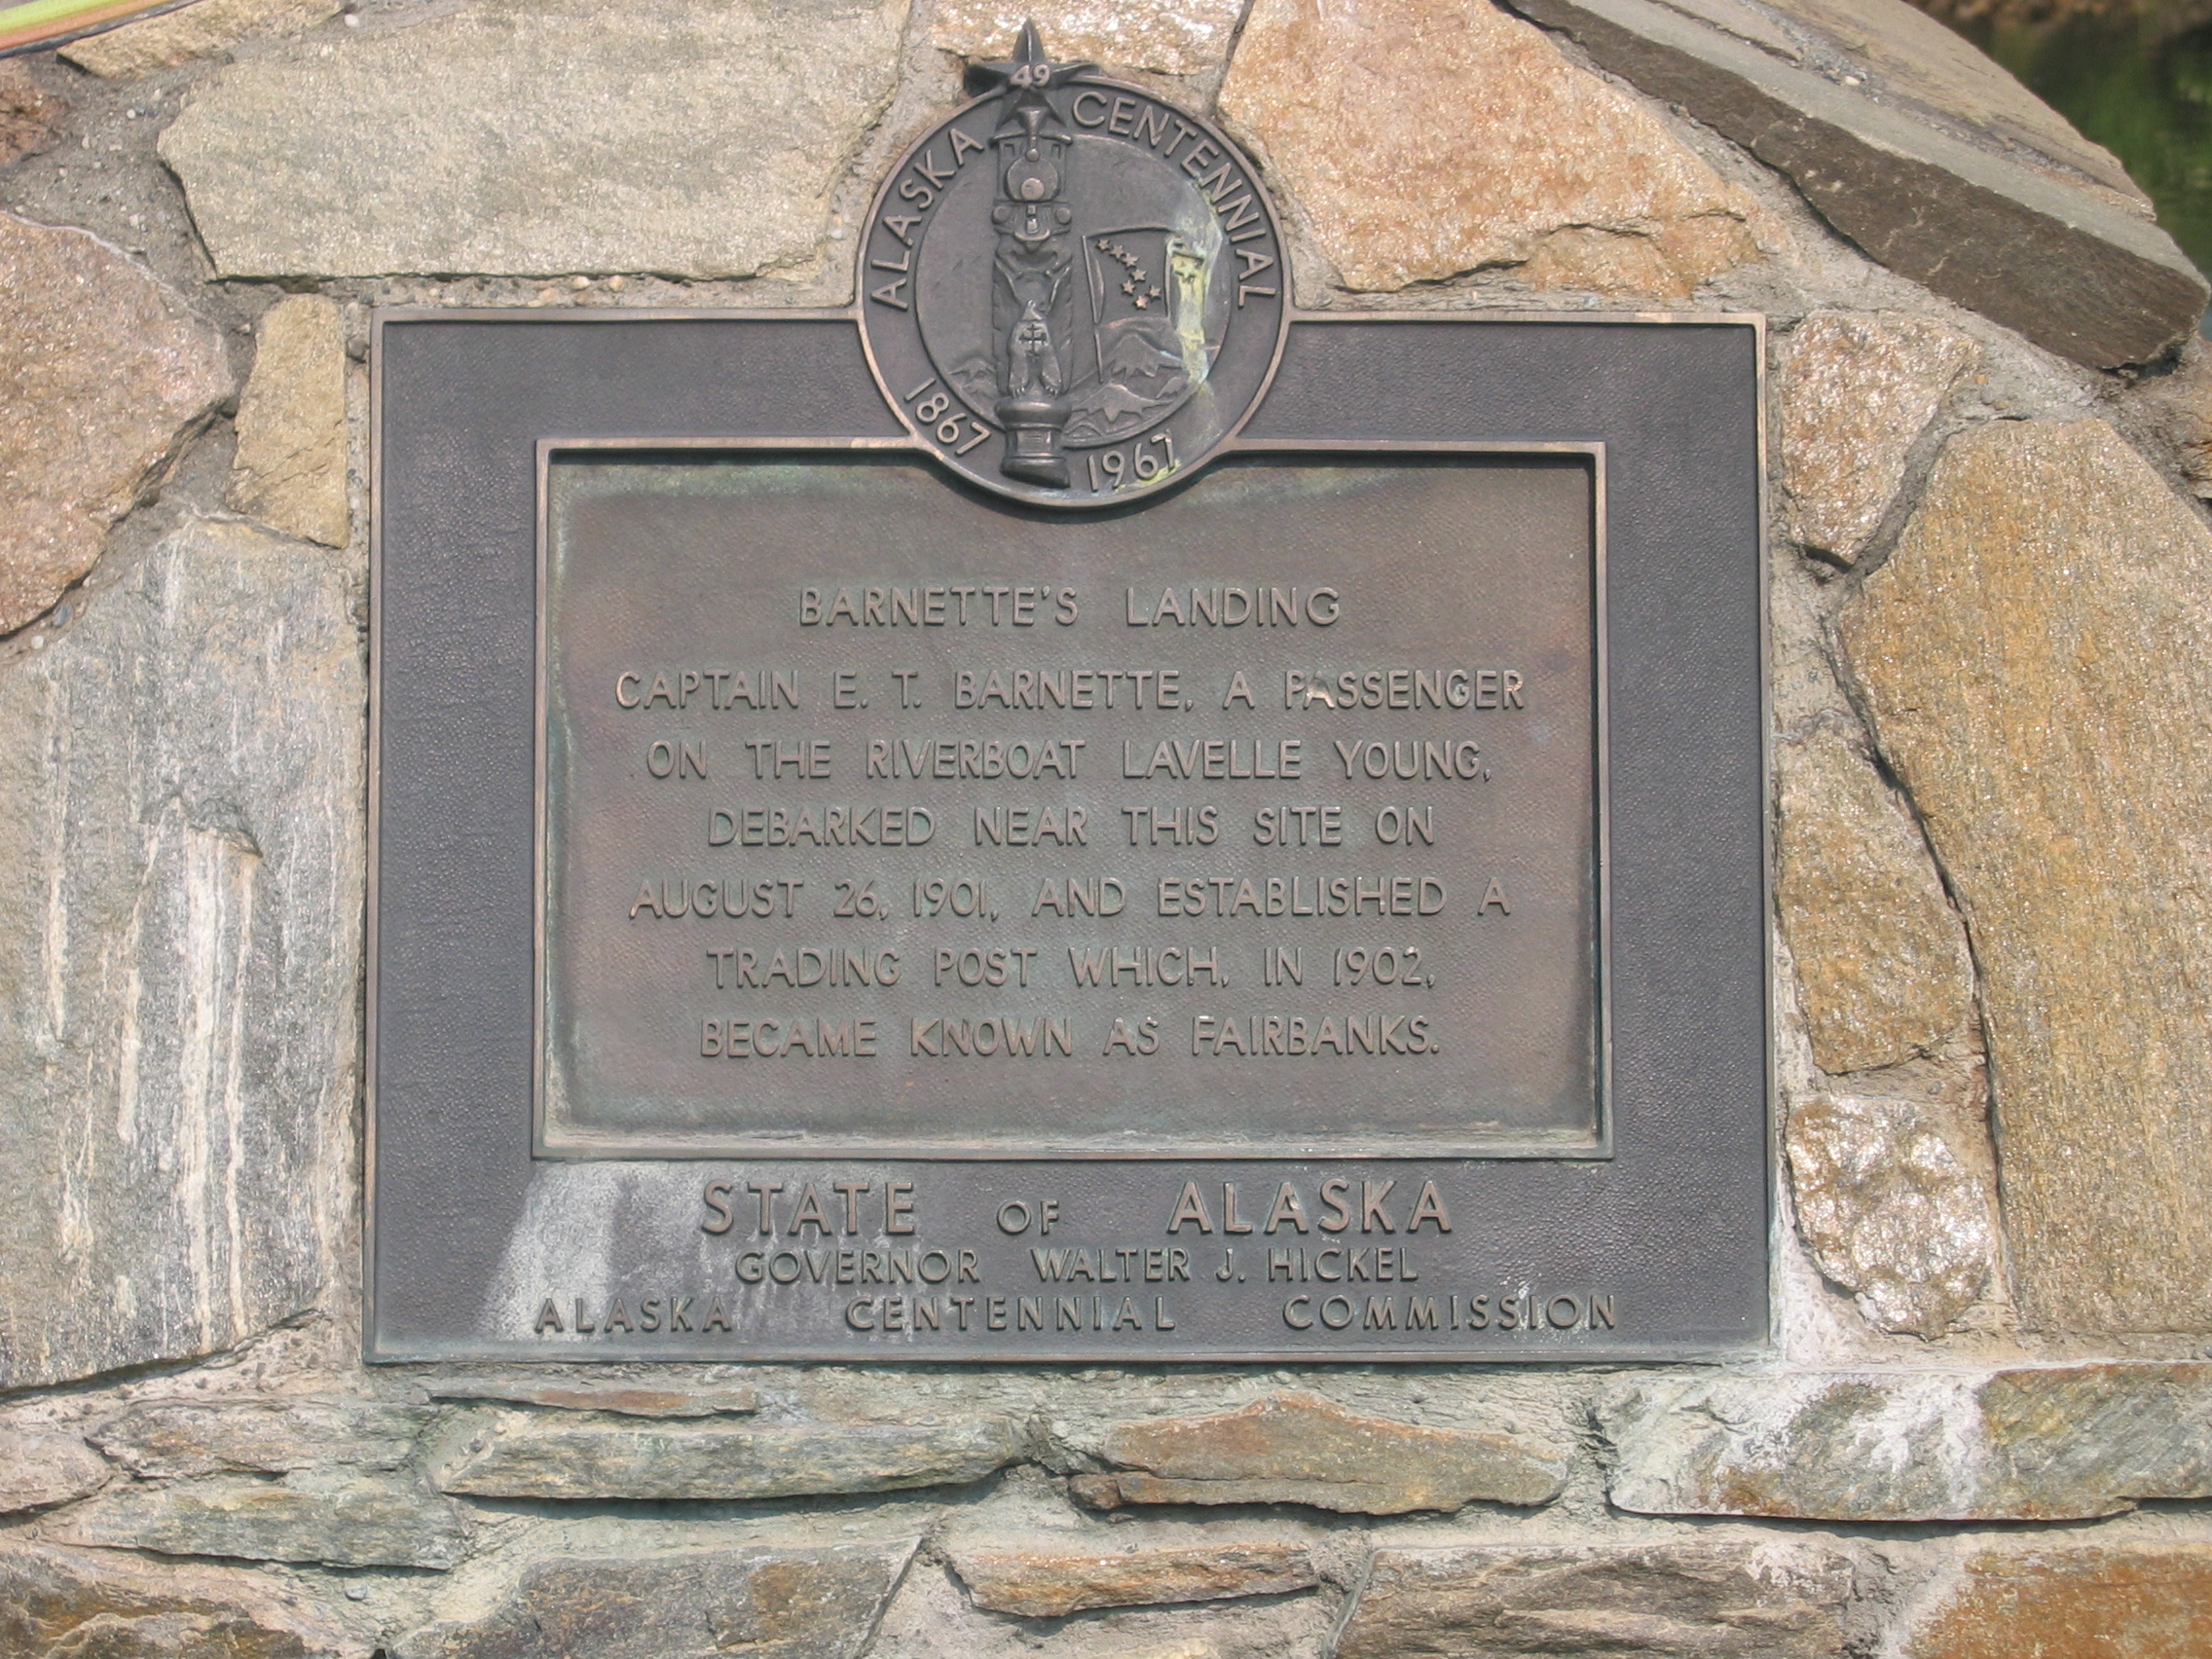 49
ALASKA CENTENNIAL
1867 1967
BARNETTE'S LANDING
CAPTAIN E. T. BARNETTE, A PASSENGER
ON THE RIVERBOAT LAVELLE YOUNG,
DEBARKED NEAR THIS SITE ON
AUGUST 26, 1901, AND ESTABLISHED A
TRADING POST WHICH, IN 1902,
BECAME KNOWN AS FAIRBANKS.
STATE OF ALASKA
GOVERNOR WALTER J. HICKEL
ALASKA CENTENNIAL COMMISSION